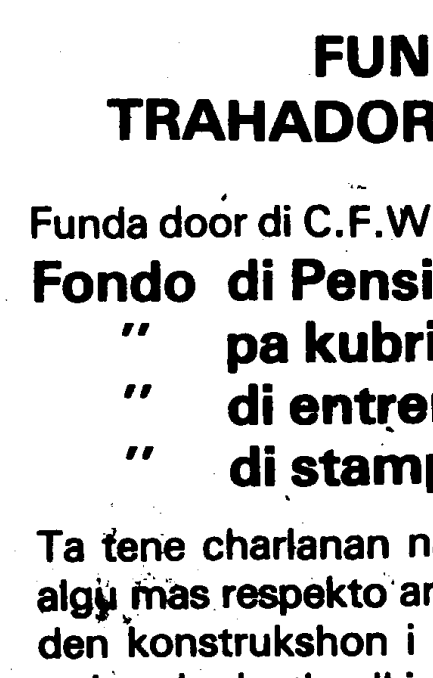 FUN
TRAHADOR
Funda door di C.F.W
Fondo di Pensi
" pa kubri
" di entre
" di stam
Ta tene charlanan n
algu mas respekto
den konstrukshon i